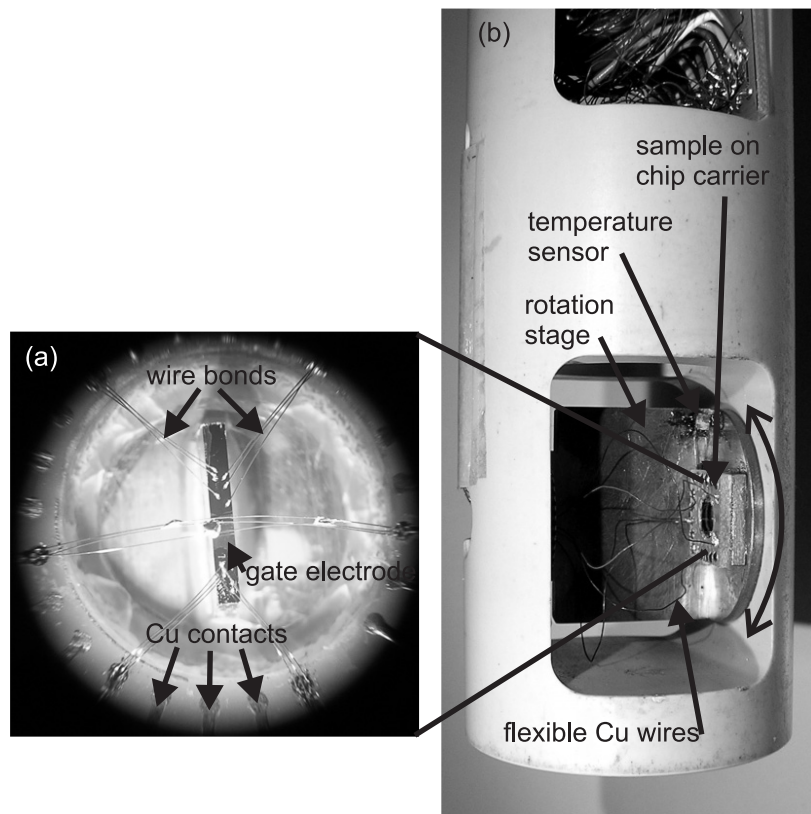 (b)
sample on
chip carrier
temperature
sensor
rotation
stage
(a)
wire bonds
gate electrode
Cu contacts
flexible Cu wires